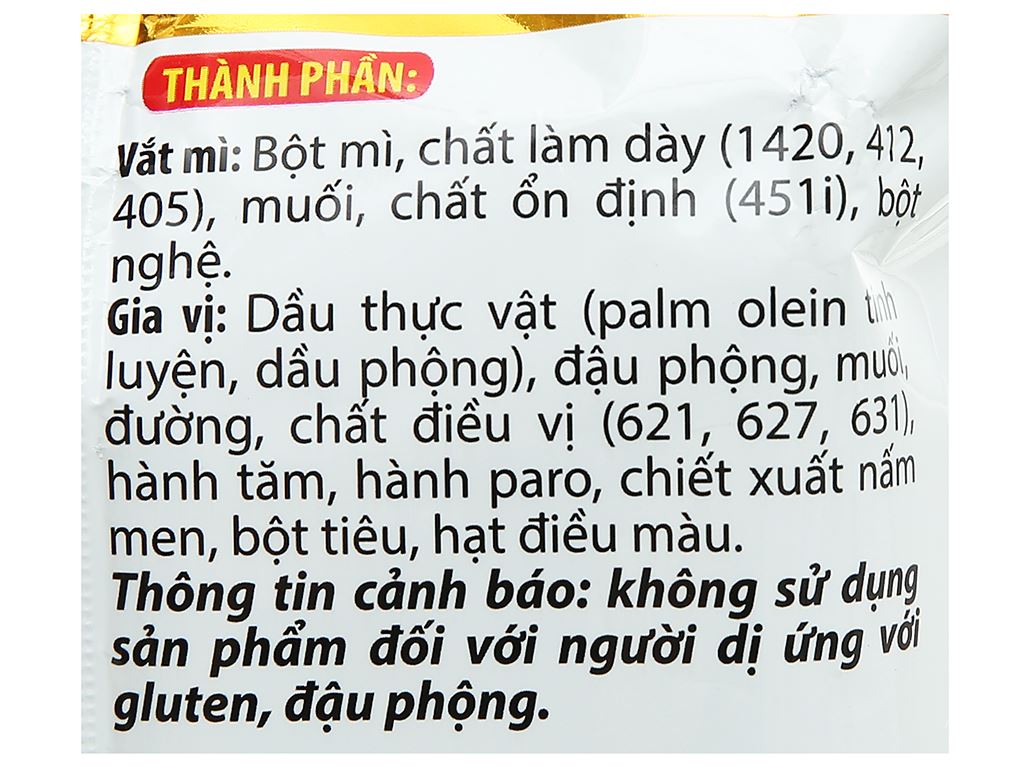 THÀNH PHẦN:
Vắt mì: Bột mì, chất làm dày (1420, 412,
405), muối, chất ổn định (451i), bột
nghệ.
Gia vị: Dầu thực vật (palm olein tinh
luyện, dầu phộng), đậu phộng, muối,
đường, chất điều vị (621, 627, 631),
hành tăm, hành paro, chiết xuất nấm
men, bột tiêu, hạt điều màu.
Thông tin cảnh báo: không sử dụng
sản phẩm đối với người dị ứng với
gluten, đậu phộng.